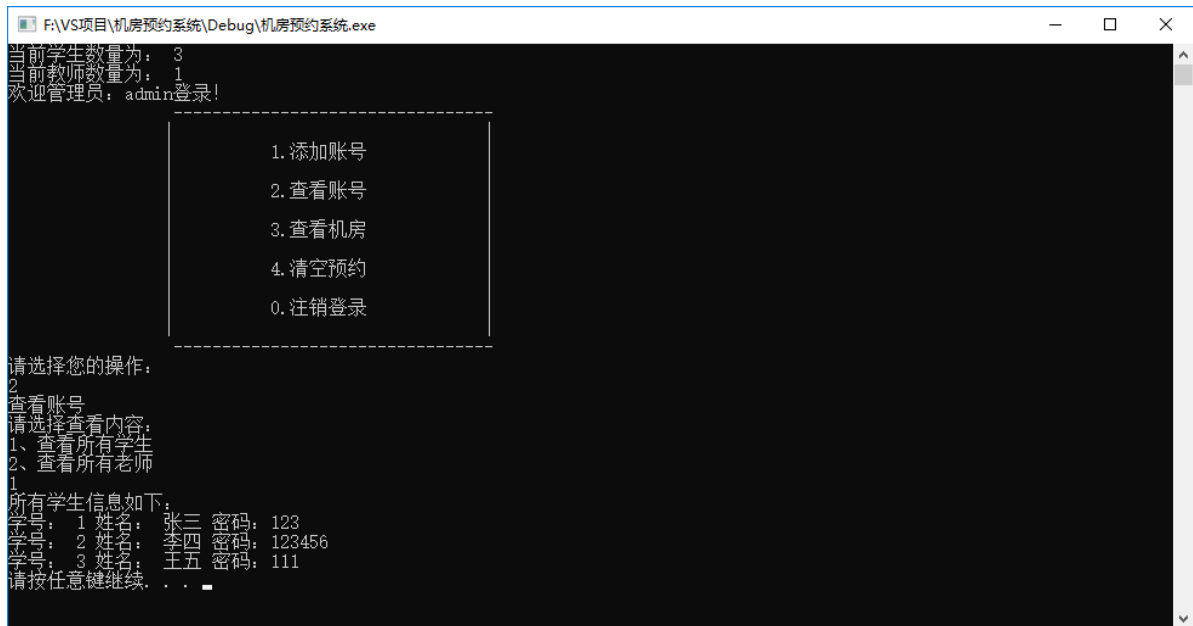 F:\VS项目\机房预约系统\Debug\机房预约系统.exe
当前学生数量为： 3
当前教师数量为： 1
欢迎管理员：admin登录！
1.添加账号
2.查看账号
3.查看机房
4.清空预约
0.注销登录
请选择您的操作：
2
查看账号
请选择查看内容：
1、查看所有学生
2、查看所有老师
1
所有学生信息如下：
学号： 1 姓名： 张三 密码：123
学号： 2 姓名： 李四 密码：123456
学号： 3 姓名： 王五 密码：111
请按任意键继续. . .